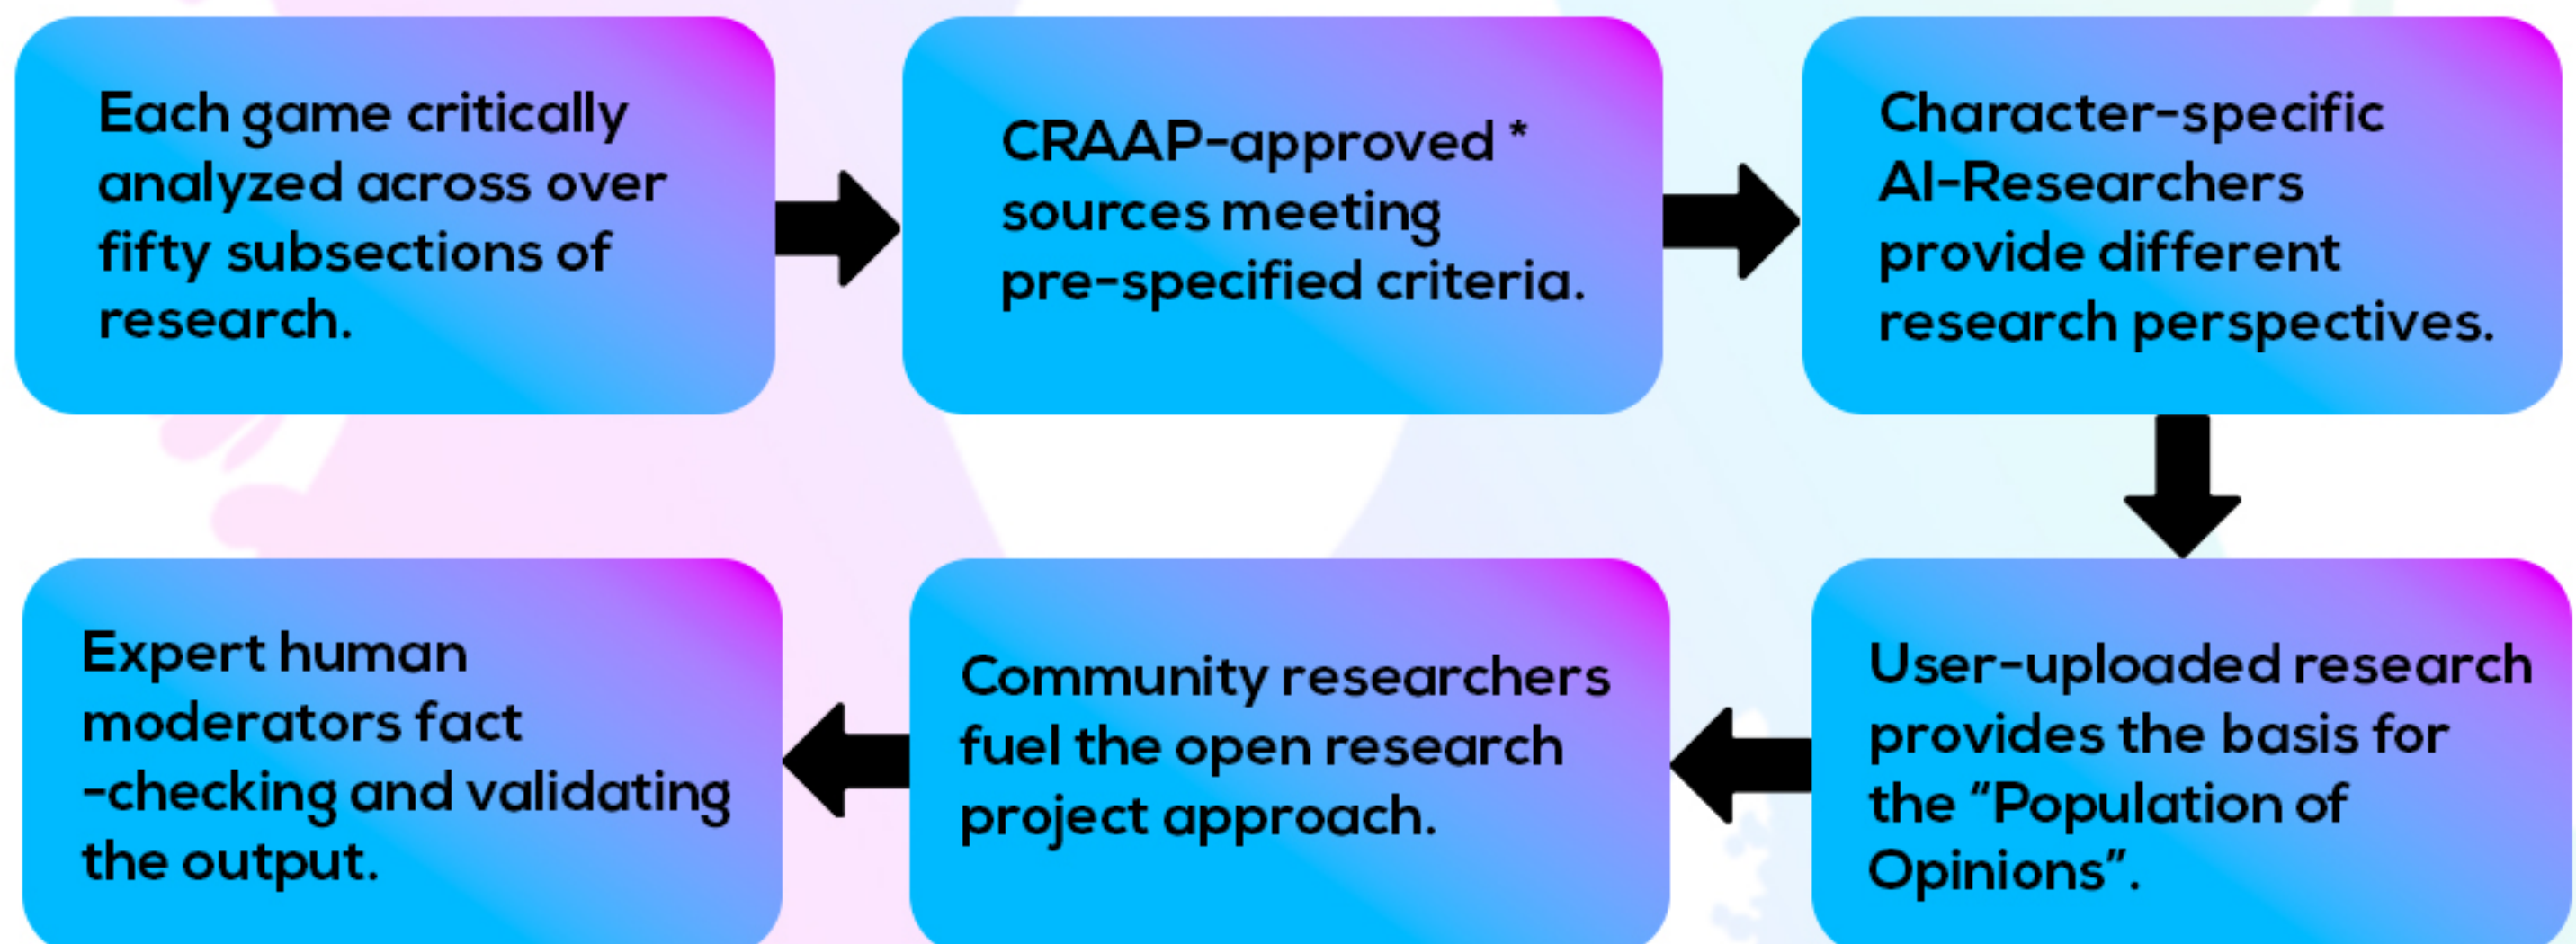 Each game critically
analyzed across over
fifty subsections of
research.
CRAAP-approved *
sources meeting
pre-specified criteria.
Character-specific
AI-Researchers
provide different
research perspectives.
User-uploaded research
provides the basis for
the “Population of
Opinions”.
Community researchers
fuel the open research
project approach.
Expert human
moderators fact
-checking and validating
the output.